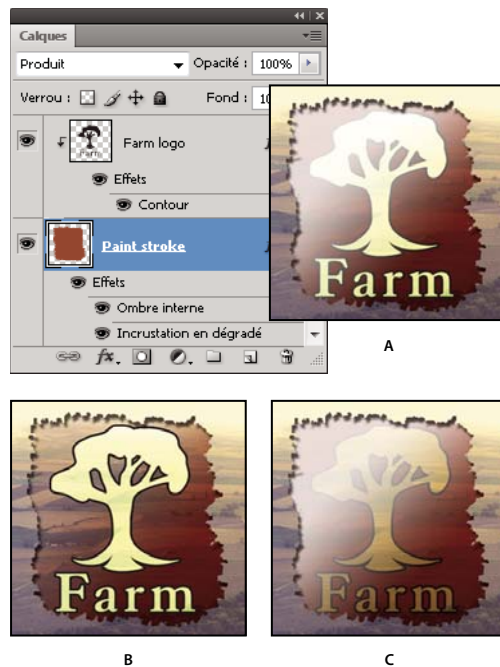 Calques
Produit Opacité : 100%
Verrou : Fond :
Farm logo
Effets
Contour
Paint stroke
Effets
Ombre interne
Incrustation en dégradé
fx.
Farm
A
Farm
Farm
B C